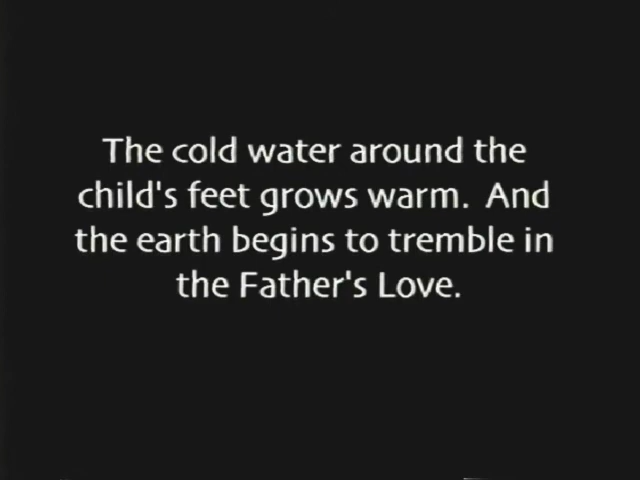 The cold water around the
child's feet grows warm.  And
the earth begins to tremble in
the Father's Love.